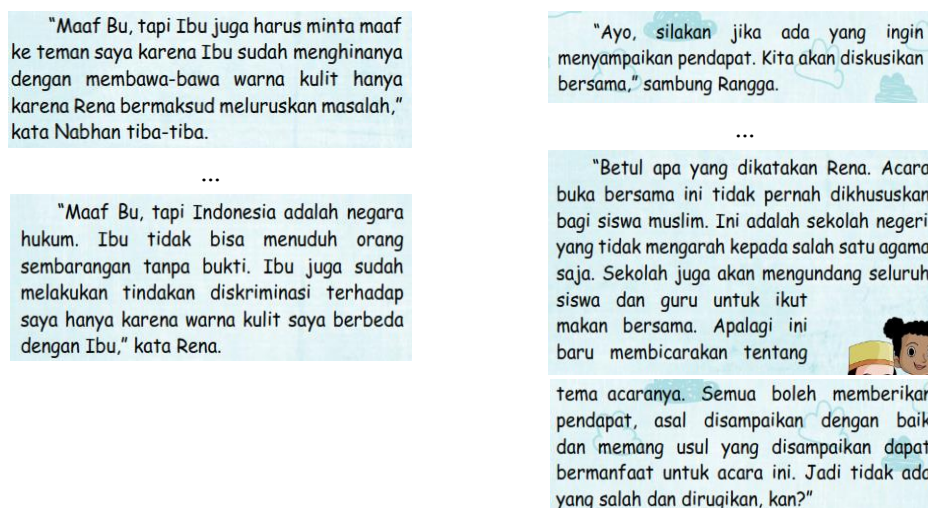 "Maaf Bu, tapi Ibu juga harus minta maaf
ke teman saya karena Ibu sudah menghinanya
dengan membawa-bawa warna kulit hanya
karena Rena bermaksud meluruskan masalah,"
kata Nabhan tiba-tiba.
...
"Maaf Bu, tapi Indonesia adalah negara
hukum. Ibu tidak bisa menuduh orang
sembarangan tanpa bukti. Ibu juga sudah
melakukan tindakan diskriminasi terhadap
saya hanya karena warna kulit saya berbeda
dengan Ibu," kata Rena.
"Ayo, silakan jika ada yang ingin
menyampaikan pendapat. Kita akan diskusikan
bersama," sambung Rangga.
...
"Betul apa yang dikatakan Rena. Acara
buka bersama ini tidak pernah dikhususkan
bagi siswa muslim. Ini adalah sekolah negeri
yang tidak mengarah kepada salah satu agama
saja. Sekolah juga akan mengundang seluruh
siswa dan guru untuk ikut
makan bersama. Apalagi ini
baru membicarakan tentang
tema acaranya. Semua boleh memberikan
pendapat, asal disampaikan dengan baik
dan memang usul yang disampaikan dapat
bermanfaat untuk acara ini. Jadi tidak ada
yang salah dan dirugikan, kan?"